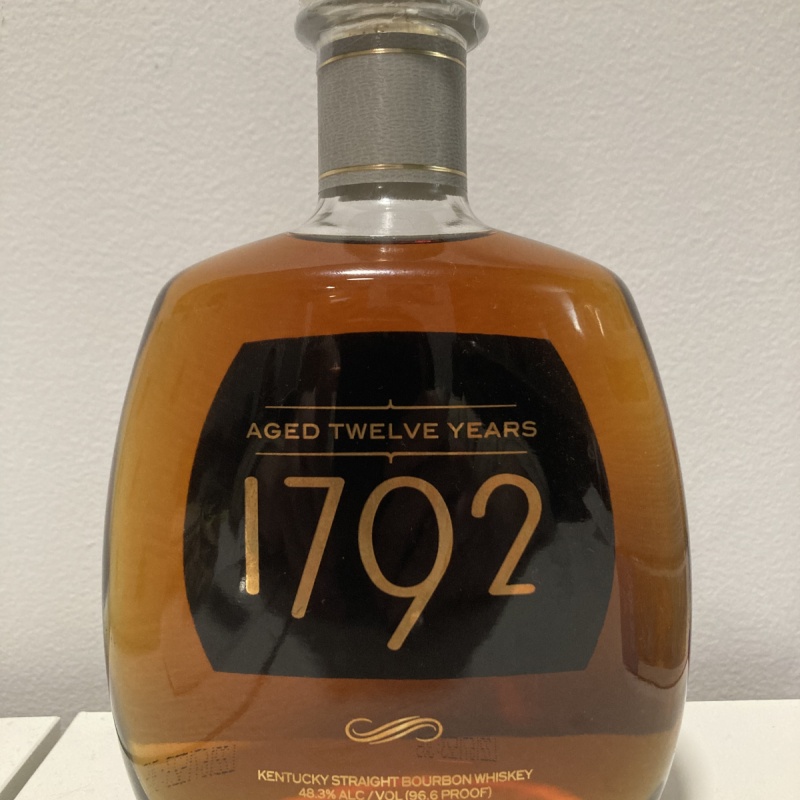 AGED TWELVE YEARS
1792
KENTUCKY STRAIGHT BOURBON WHISKEY
48.3% ALC / VOL (96.6 PROOF)